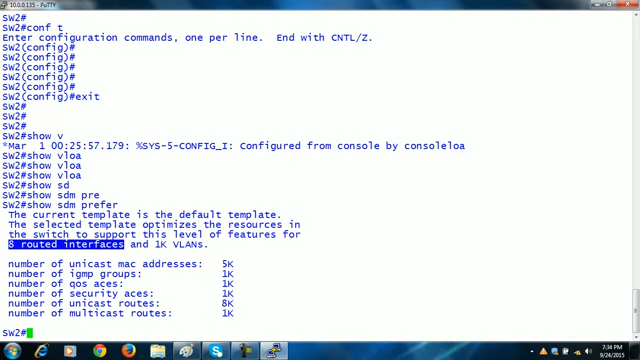 10.0.0.135 - PuTTY
SW2#
SW2#conf t
Enter configuration commands, one per line.  End with CNTL/Z.
SW2(config)#
SW2(config)#
SW2(config)#
SW2(config)#
SW2(config)#
SW2(config)#exit
SW2#
SW2#
SW2#
SW2#show v
*Mar  1 00:25:57.179: %SYS-5-CONFIG_I: Configured from console by consoleloa
SW2#show vloa
SW2#show vloa
SW2#show vloa
SW2#show sd
SW2#show sdm pre
SW2#show sdm prefer
The current template is the default template.
The selected template optimizes the resources in
the switch to support this level of features for
8 routed interfaces and 1K VLANs.
number of unicast mac addresses:   5K
number of igmp groups:   1K
number of qos aces:   1K
number of security aces:   1K
number of unicast routes:   8K
number of multicast routes:   1K
SW2#
7:34 PM
9/24/2015